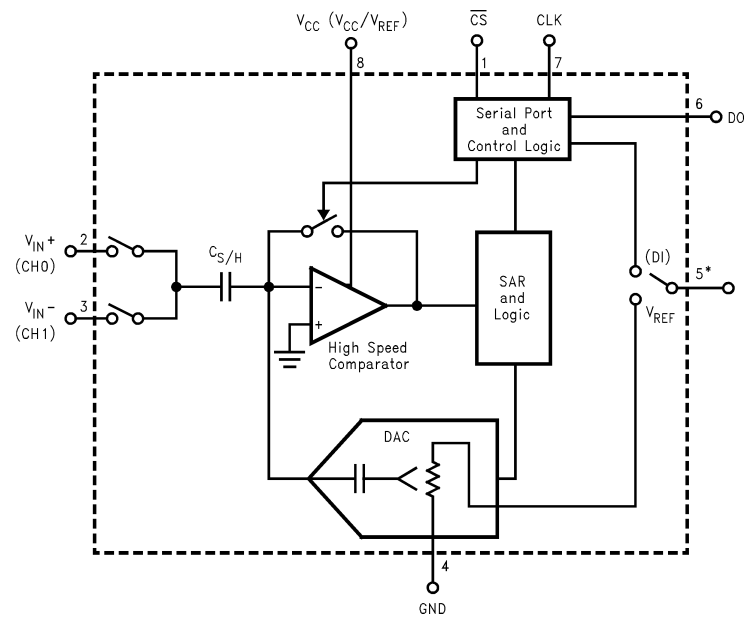 V_CC (V_CC/V_REF)
C̅S̅
CLK
8
1
7
Serial Port
and
Control Logic
6
DO
V_IN+
(CH0)
2
C_S/H
(DI)
5*
V_IN−
(CH1)
3
−
+
SAR
and
Logic
V_REF
High Speed
Comparator
DAC
4
GND